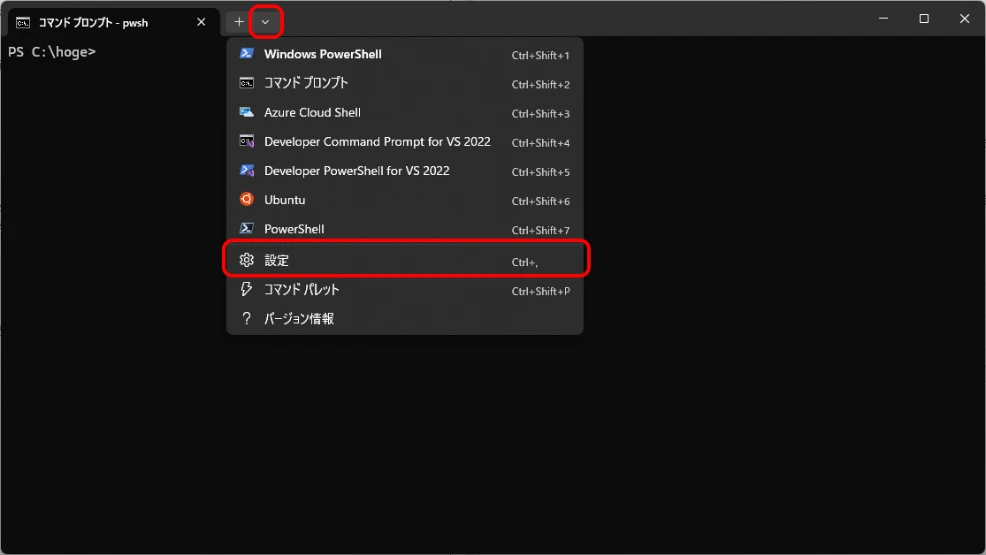 コマンド プロンプト - pwsh
PS C:\hoge>
Windows PowerShell Ctrl+Shift+1
コマンド プロンプト Ctrl+Shift+2
Azure Cloud Shell Ctrl+Shift+3
Developer Command Prompt for VS 2022 Ctrl+Shift+4
Developer PowerShell for VS 2022 Ctrl+Shift+5
Ubuntu Ctrl+Shift+6
PowerShell Ctrl+Shift+7
設定 Ctrl+,
コマンド パレット Ctrl+Shift+P
バージョン情報